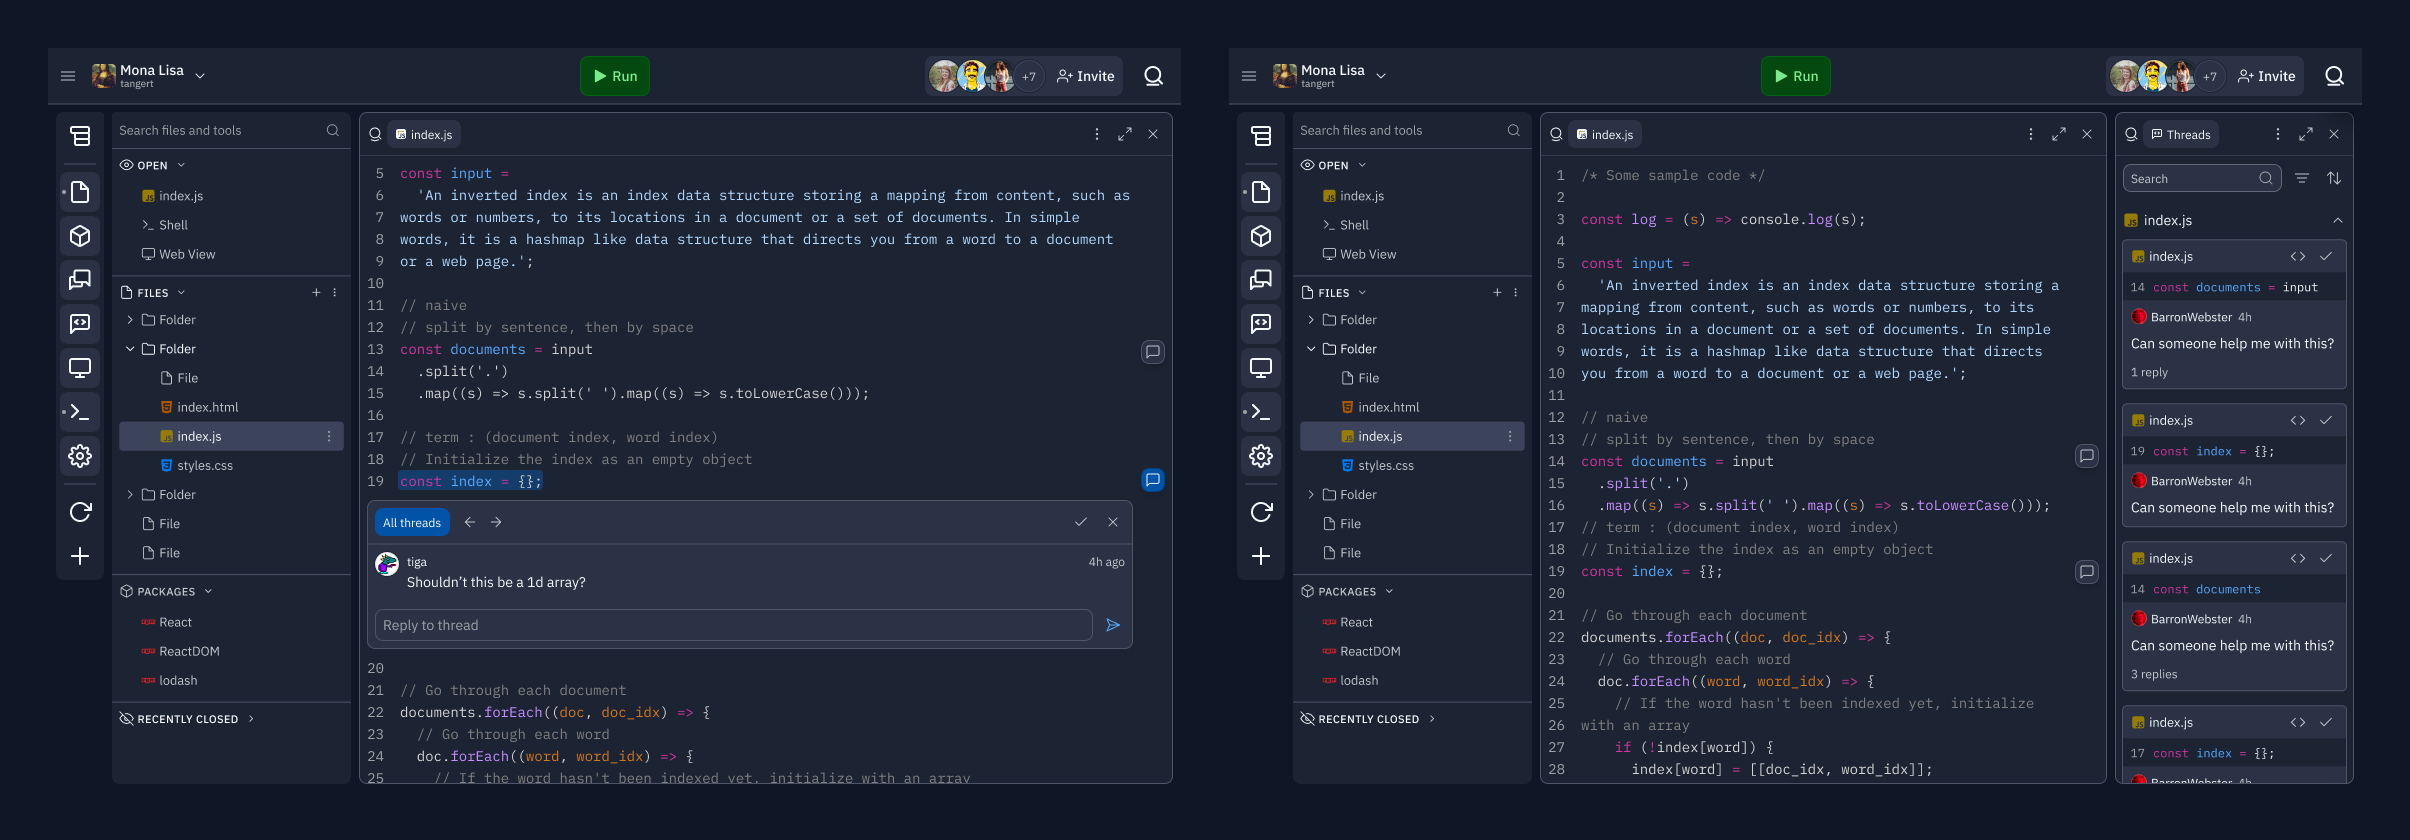 Mona Lisa
tangert
Run
+7
Invite
Search files and tools
OPEN
index.js
Shell
Web View
FILES
Folder
Folder
File
index.html
index.js
styles.css
Folder
File
File
PACKAGES
React
ReactDOM
lodash
RECENTLY CLOSED
index.js
5 const input =
6 'An inverted index is an index data structure storing a mapping from content, such as
7 words or numbers, to its locations in a document or a set of documents. In simple
8 words, it is a hashmap like data structure that directs you from a word to a document
9 or a web page.';
10
11 // naive
12 // split by sentence, then by space
13 const documents = input
14 .split('.')
15 .map((s) => s.split(' ').map((s) => s.toLowerCase()));
16
17 // term : (document index, word index)
18 // Initialize the index as an empty object
19 const index = {};
All threads
tiga
4h ago
Shouldn't this be a 1d array?
Reply to thread
20
21 // Go through each document
22 documents.forEach((doc, doc_idx) => {
23 // Go through each word
24 doc.forEach((word, word_idx) => {
25 // If the word hasn't been indexed yet, initialize with an array
Mona Lisa
tangert
Run
+7
Invite
Search files and tools
OPEN
index.js
Shell
Web View
FILES
Folder
Folder
File
index.html
index.js
styles.css
Folder
File
File
PACKAGES
React
ReactDOM
lodash
RECENTLY CLOSED
index.js
1 /* Some sample code */
2
3 const log = (s) => console.log(s);
4
5 const input =
6 'An inverted index is an index data structure storing a
7 mapping from content, such as words or numbers, to its
8 locations in a document or a set of documents. In simple
9 words, it is a hashmap like data structure that directs
10 you from a word to a document or a web page.';
11
12 // naive
13 // split by sentence, then by space
14 const documents = input
15 .split('.')
16 .map((s) => s.split(' ').map((s) => s.toLowerCase()));
17 // term : (document index, word index)
18 // Initialize the index as an empty object
19 const index = {};
20
21 // Go through each document
22 documents.forEach((doc, doc_idx) => {
23 // Go through each word
24 doc.forEach((word, word_idx) => {
25 // If the word hasn't been indexed yet, initialize
26 with an array
27 if (!index[word]) {
28 index[word] = [[doc_idx, word_idx]];
Threads
Search
index.js
index.js
14 const documents = input
BarronWebster 4h
Can someone help me with this?
1 reply
index.js
19 const index = {};
BarronWebster 4h
Can someone help me with this?
index.js
14 const documents
BarronWebster 4h
Can someone help me with this?
3 replies
index.js
17 const index = {};
BarronWebster 4h